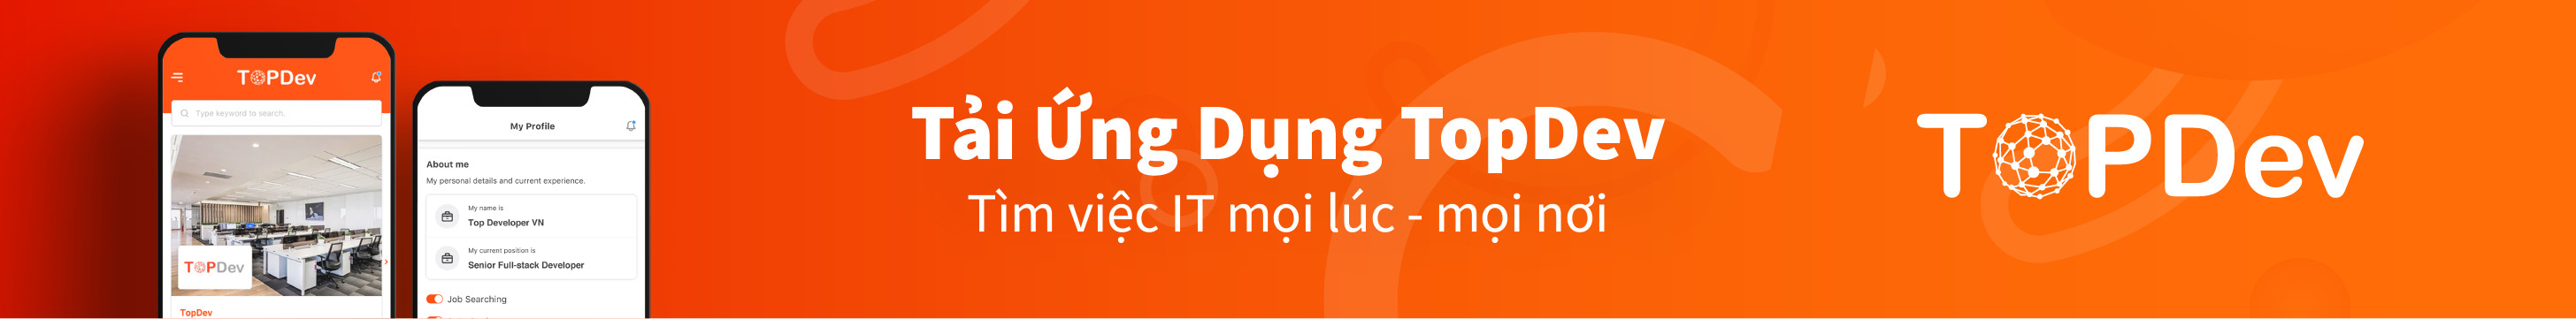 TOPDev
Type keyword to search.
TOPDev
TopDev
My Profile
About me
My personal details and current experience.
My name is
Top Developer VN
My current position is
Senior Full-stack Developer
Job Searching
Tải Ứng Dụng TopDev
Tìm việc IT mọi lúc - mọi nơi
TOPDev